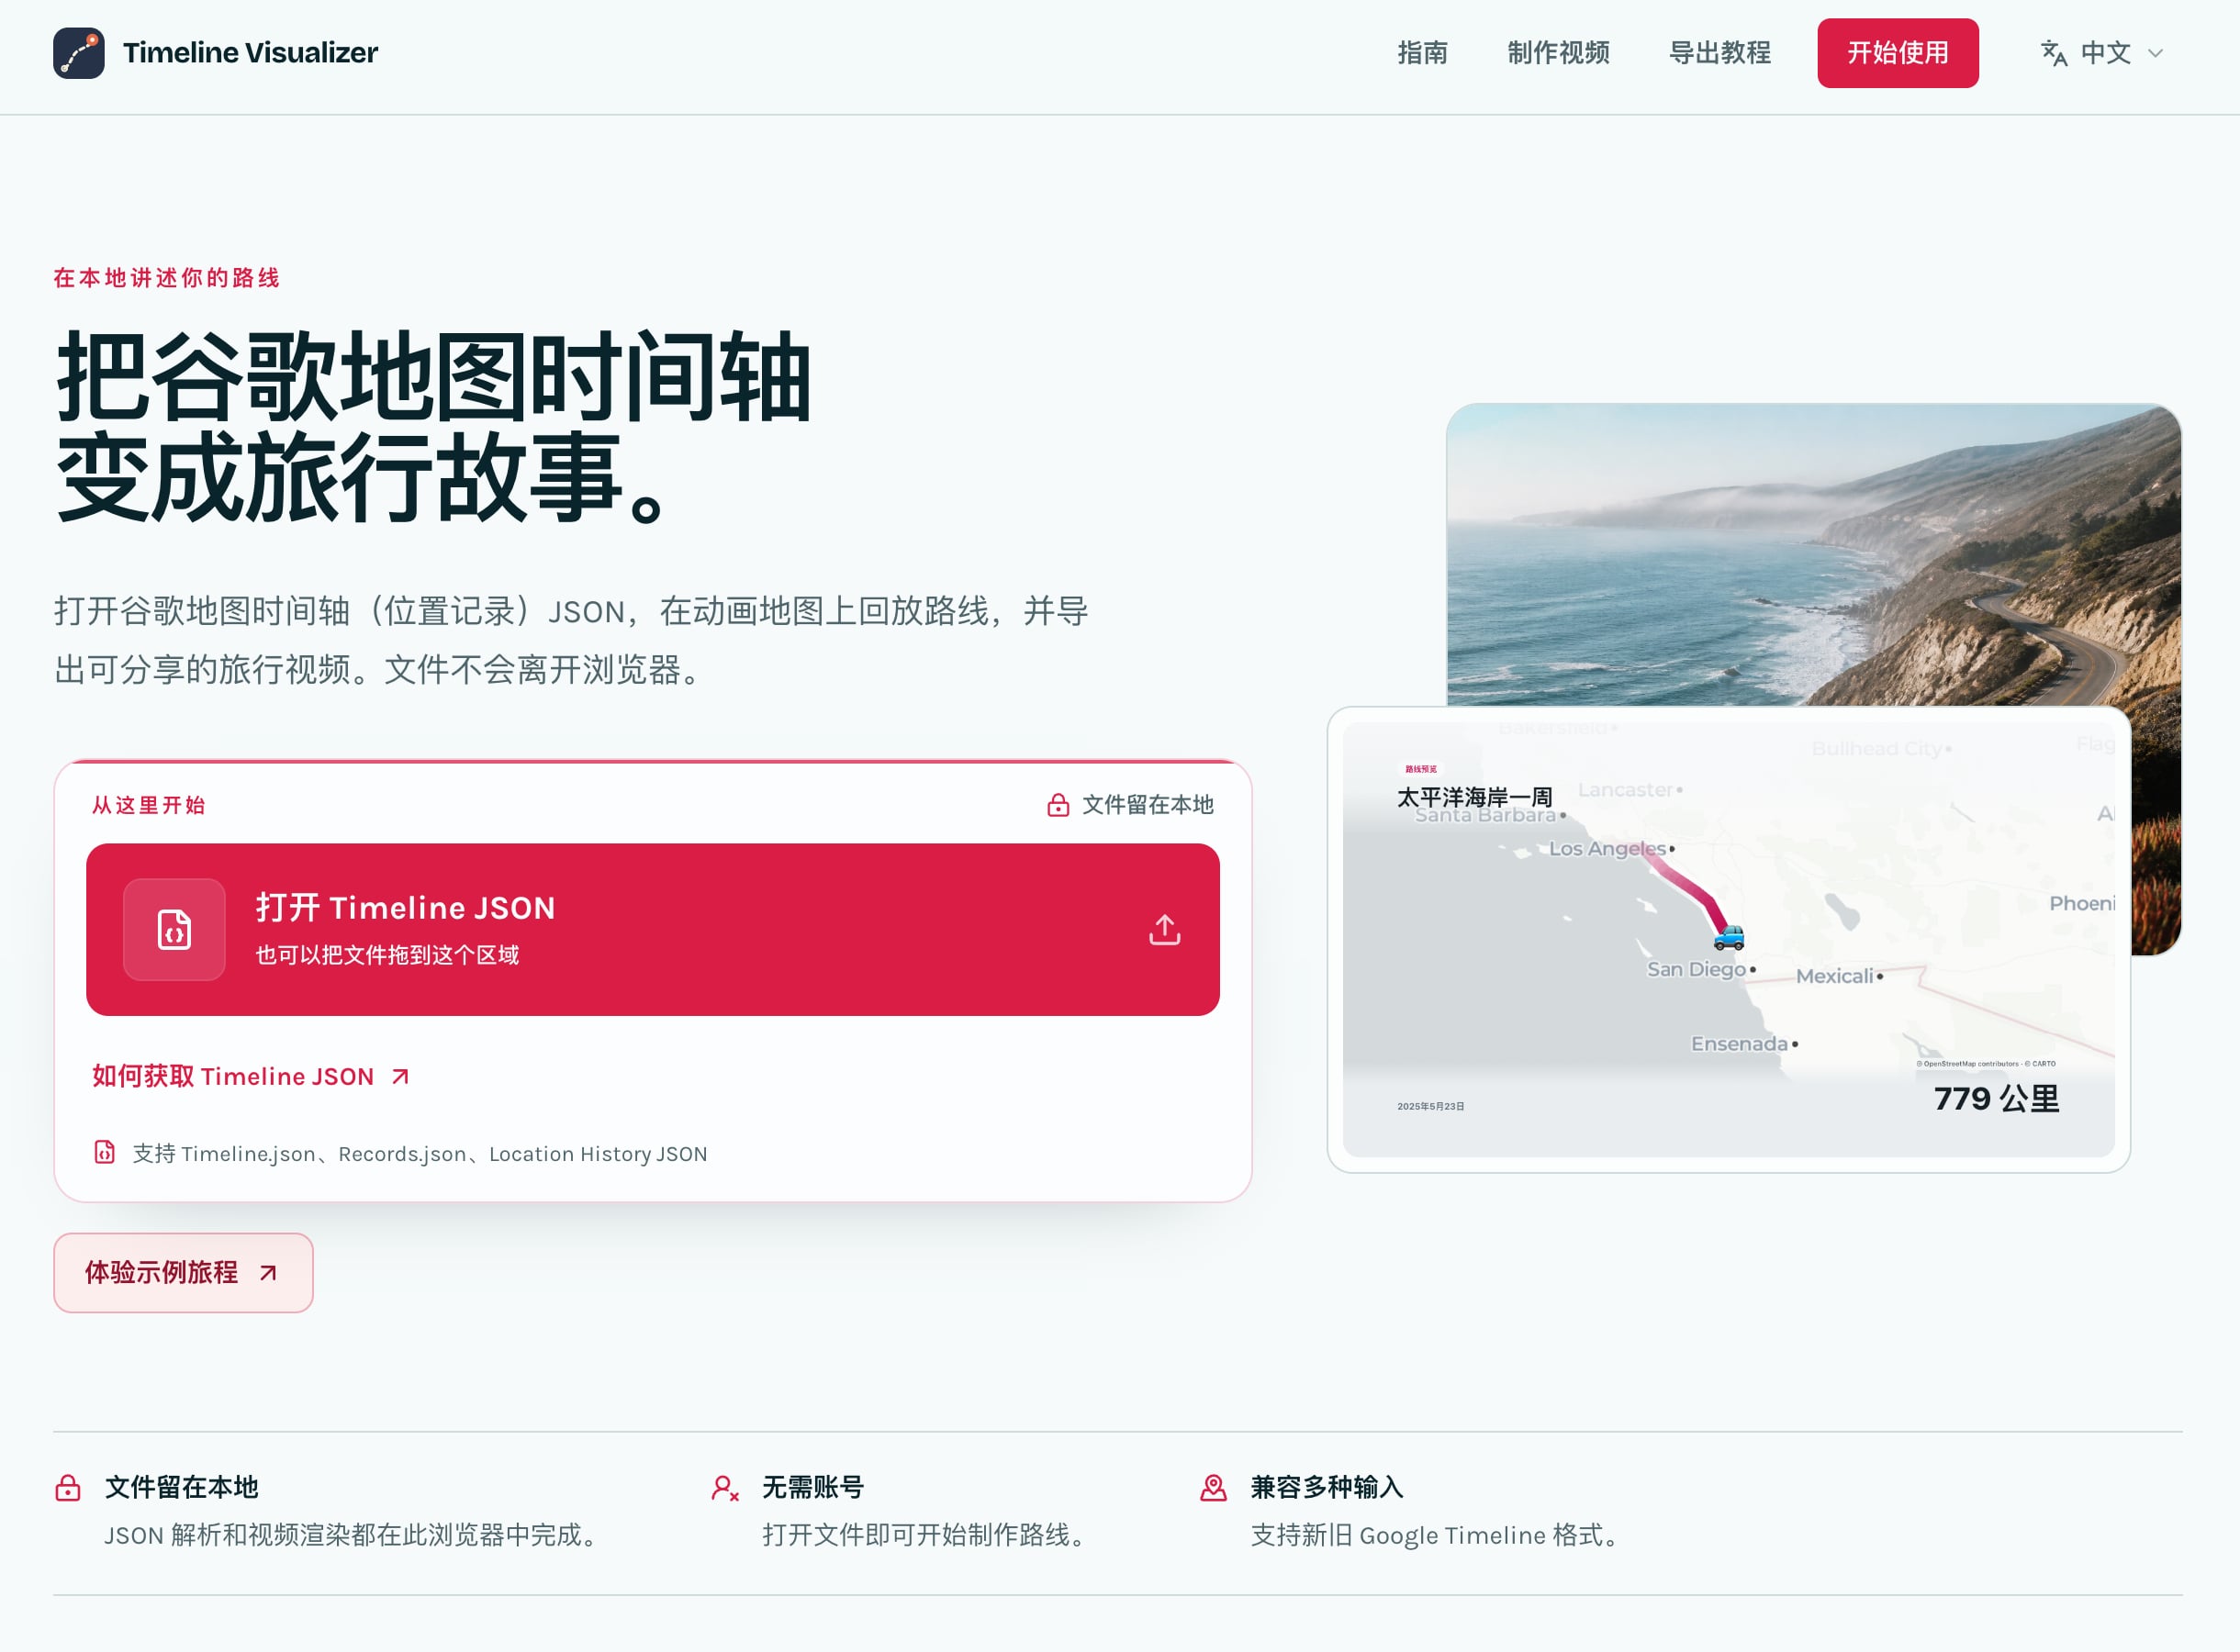 Timeline Visualizer
指南
制作视频
导出教程
开始使用
中文
在本地讲述你的路线
把谷歌地图时间轴
变成旅行故事。
打开谷歌地图时间轴（位置记录）JSON，在动画地图上回放路线，并导
出可分享的旅行视频。文件不会离开浏览器。
从这里开始
文件留在本地
打开 Timeline JSON
也可以把文件拖到这个区域
如何获取 Timeline JSON
支持 Timeline.json、Records.json、Location History JSON
体验示例旅程
Bakersfield
Bullhead City
Flag
路线预览
太平洋海岸一周
Lancaster
Santa Barbara
Al
Los Angeles
Phoeni
San Diego
Mexicali
Ensenada
© OpenStreetMap contributors · © CARTO
2025年5月23日
779 公里
文件留在本地
JSON 解析和视频渲染都在此浏览器中完成。
无需账号
打开文件即可开始制作路线。
兼容多种输入
支持新旧 Google Timeline 格式。